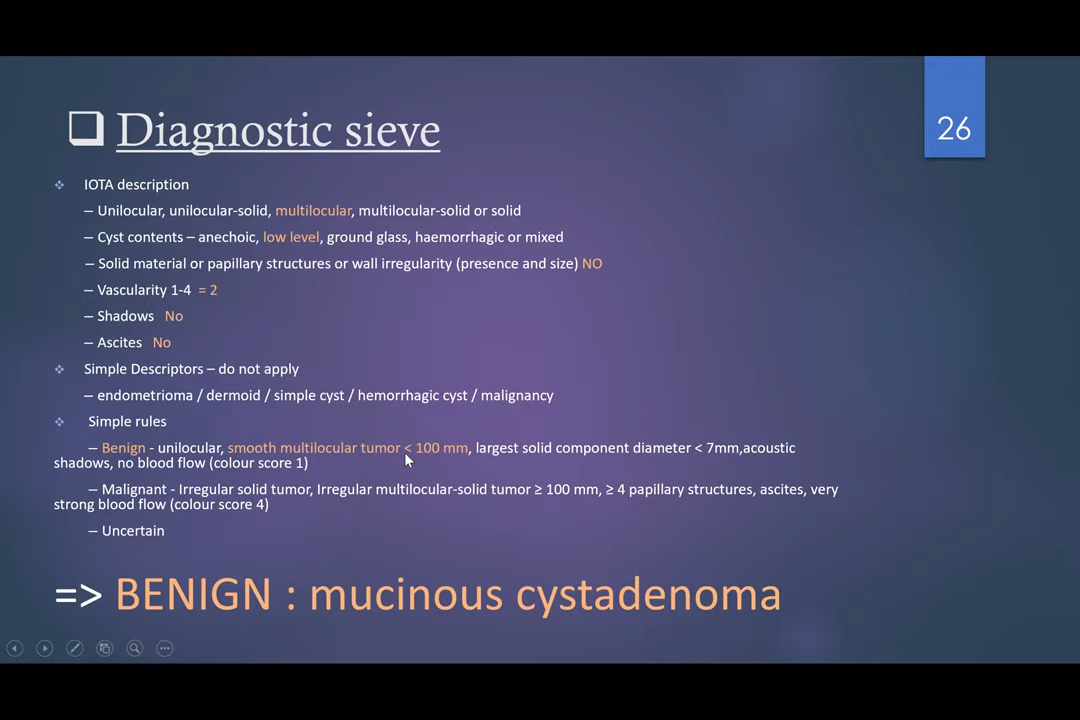 26
Diagnostic sieve
IOTA description
– Unilocular, unilocular-solid, multilocular, multilocular-solid or solid
– Cyst contents – anechoic, low level, ground glass, haemorrhagic or mixed
– Solid material or papillary structures or wall irregularity (presence and size) NO
– Vascularity 1-4 = 2
– Shadows No
– Ascites No
Simple Descriptors – do not apply
– endometrioma / dermoid / simple cyst / hemorrhagic cyst / malignancy
Simple rules
– Benign - unilocular, smooth multilocular tumor < 100 mm, largest solid component diameter < 7mm,acoustic
shadows, no blood flow (colour score 1)
– Malignant - Irregular solid tumor, Irregular multilocular-solid tumor ≥ 100 mm, ≥ 4 papillary structures, ascites, very
strong blood flow (colour score 4)
– Uncertain
=> BENIGN : mucinous cystadenoma